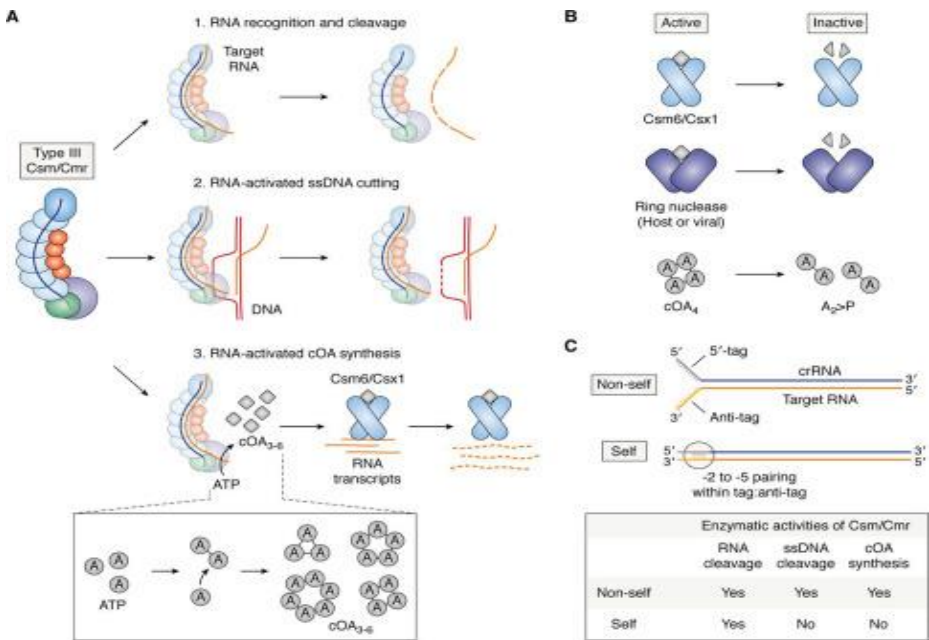 A
1. RNA recognition and cleavage
Target
RNA
Type III
Csm/Cmr
2. RNA-activated ssDNA cutting
DNA
3. RNA-activated cOA synthesis
Csm6/Csx1
cOA3-6
ATP
RNA
transcripts
A A A
ATP
A A
A
A A A
A A A A A
A A A A A A
A A A A
cOA3-6
B
Active
Inactive
Csm6/Csx1
Ring nuclease
(Host or viral)
A A A A
cOA4
A A A A
A2>P
C
5′
5′-tag
crRNA
3′
Non-self
Target RNA
5′
3′
Anti-tag
Self
5′
3′
3′
5′
-2 to -5 pairing
within tag:anti-tag
Enzymatic activities of Csm/Cmr
RNA cleavage
ssDNA cleavage
cOA synthesis
Non-self Yes Yes Yes
Self Yes No No